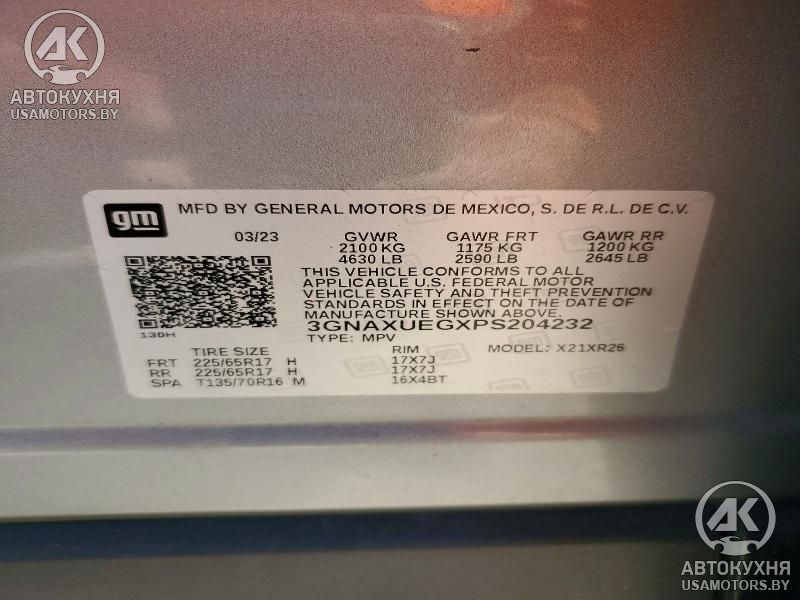 AK
АВТОКУХНЯ
USAMOTORS.BY
gm MFD BY GENERAL MOTORS DE MEXICO, S. DE R.L. DE C.V.
03/23 GVWR GAWR FRT GAWR RR
2100 KG 1175 KG 1200 KG
4630 LB 2590 LB 2645 LB
THIS VEHICLE CONFORMS TO ALL
APPLICABLE U.S. FEDERAL MOTOR
VEHICLE SAFETY AND THEFT PREVENTION
STANDARDS IN EFFECT ON THE DATE OF
MANUFACTURE SHOWN ABOVE.
130H 3GNAXUEGXPS204232
TYPE: MPV
TIRE SIZE RIM MODEL: X21XR26
FRT 225/65R17 H 17X7J
RR 225/65R17 H 17X7J
SPA T135/70R16 M 16X4BT
AK
АВТОКУХНЯ
USAMOTORS.BY